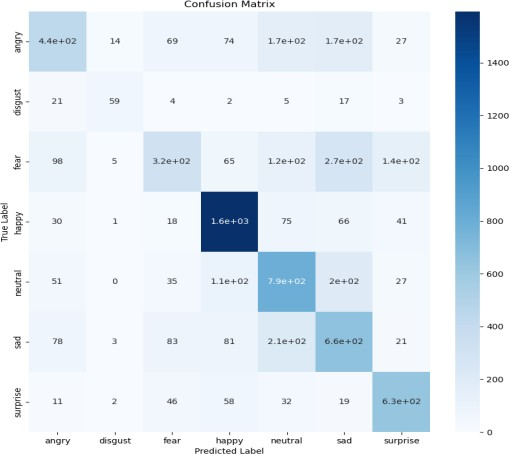 Confusion Matrix
angry 4.4e+02 14 69 74 1.7e+02 1.7e+02 27
disgust 21 59 4 2 5 17 3
fear 98 5 3.2e+02 65 1.2e+02 2.7e+02 1.4e+02
happy 30 1 18 1.6e+03 75 66 41
neutral 51 0 35 1.1e+02 7.9e+02 2e+02 27
sad 78 3 83 81 2.1e+02 6.6e+02 21
surprise 11 2 46 58 32 19 6.3e+02
angry disgust fear happy neutral sad surprise
Predicted Label
True Label
1400
1200
1000
800
600
400
200
0